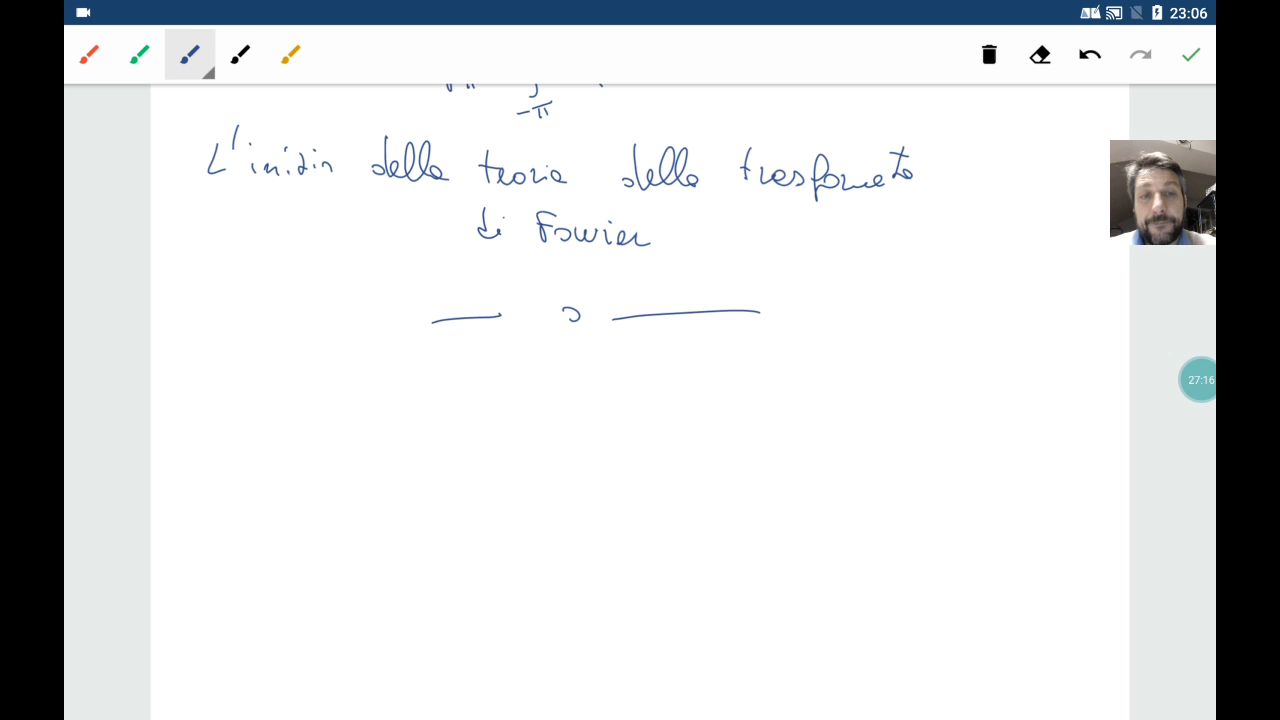 23:06
-π
L'inizio della teoria della trasformata
di Fourier
27:16